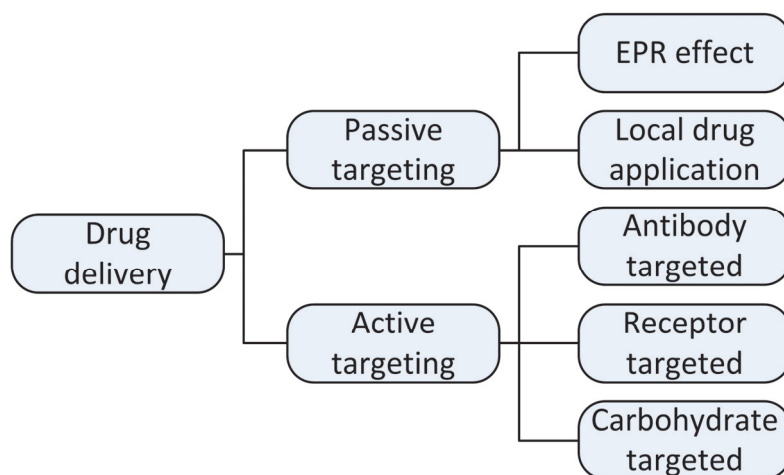 Drug
delivery
Passive
targeting
EPR effect
Local drug
application
Active
targeting
Antibody
targeted
Receptor
targeted
Carbohydrate
targeted